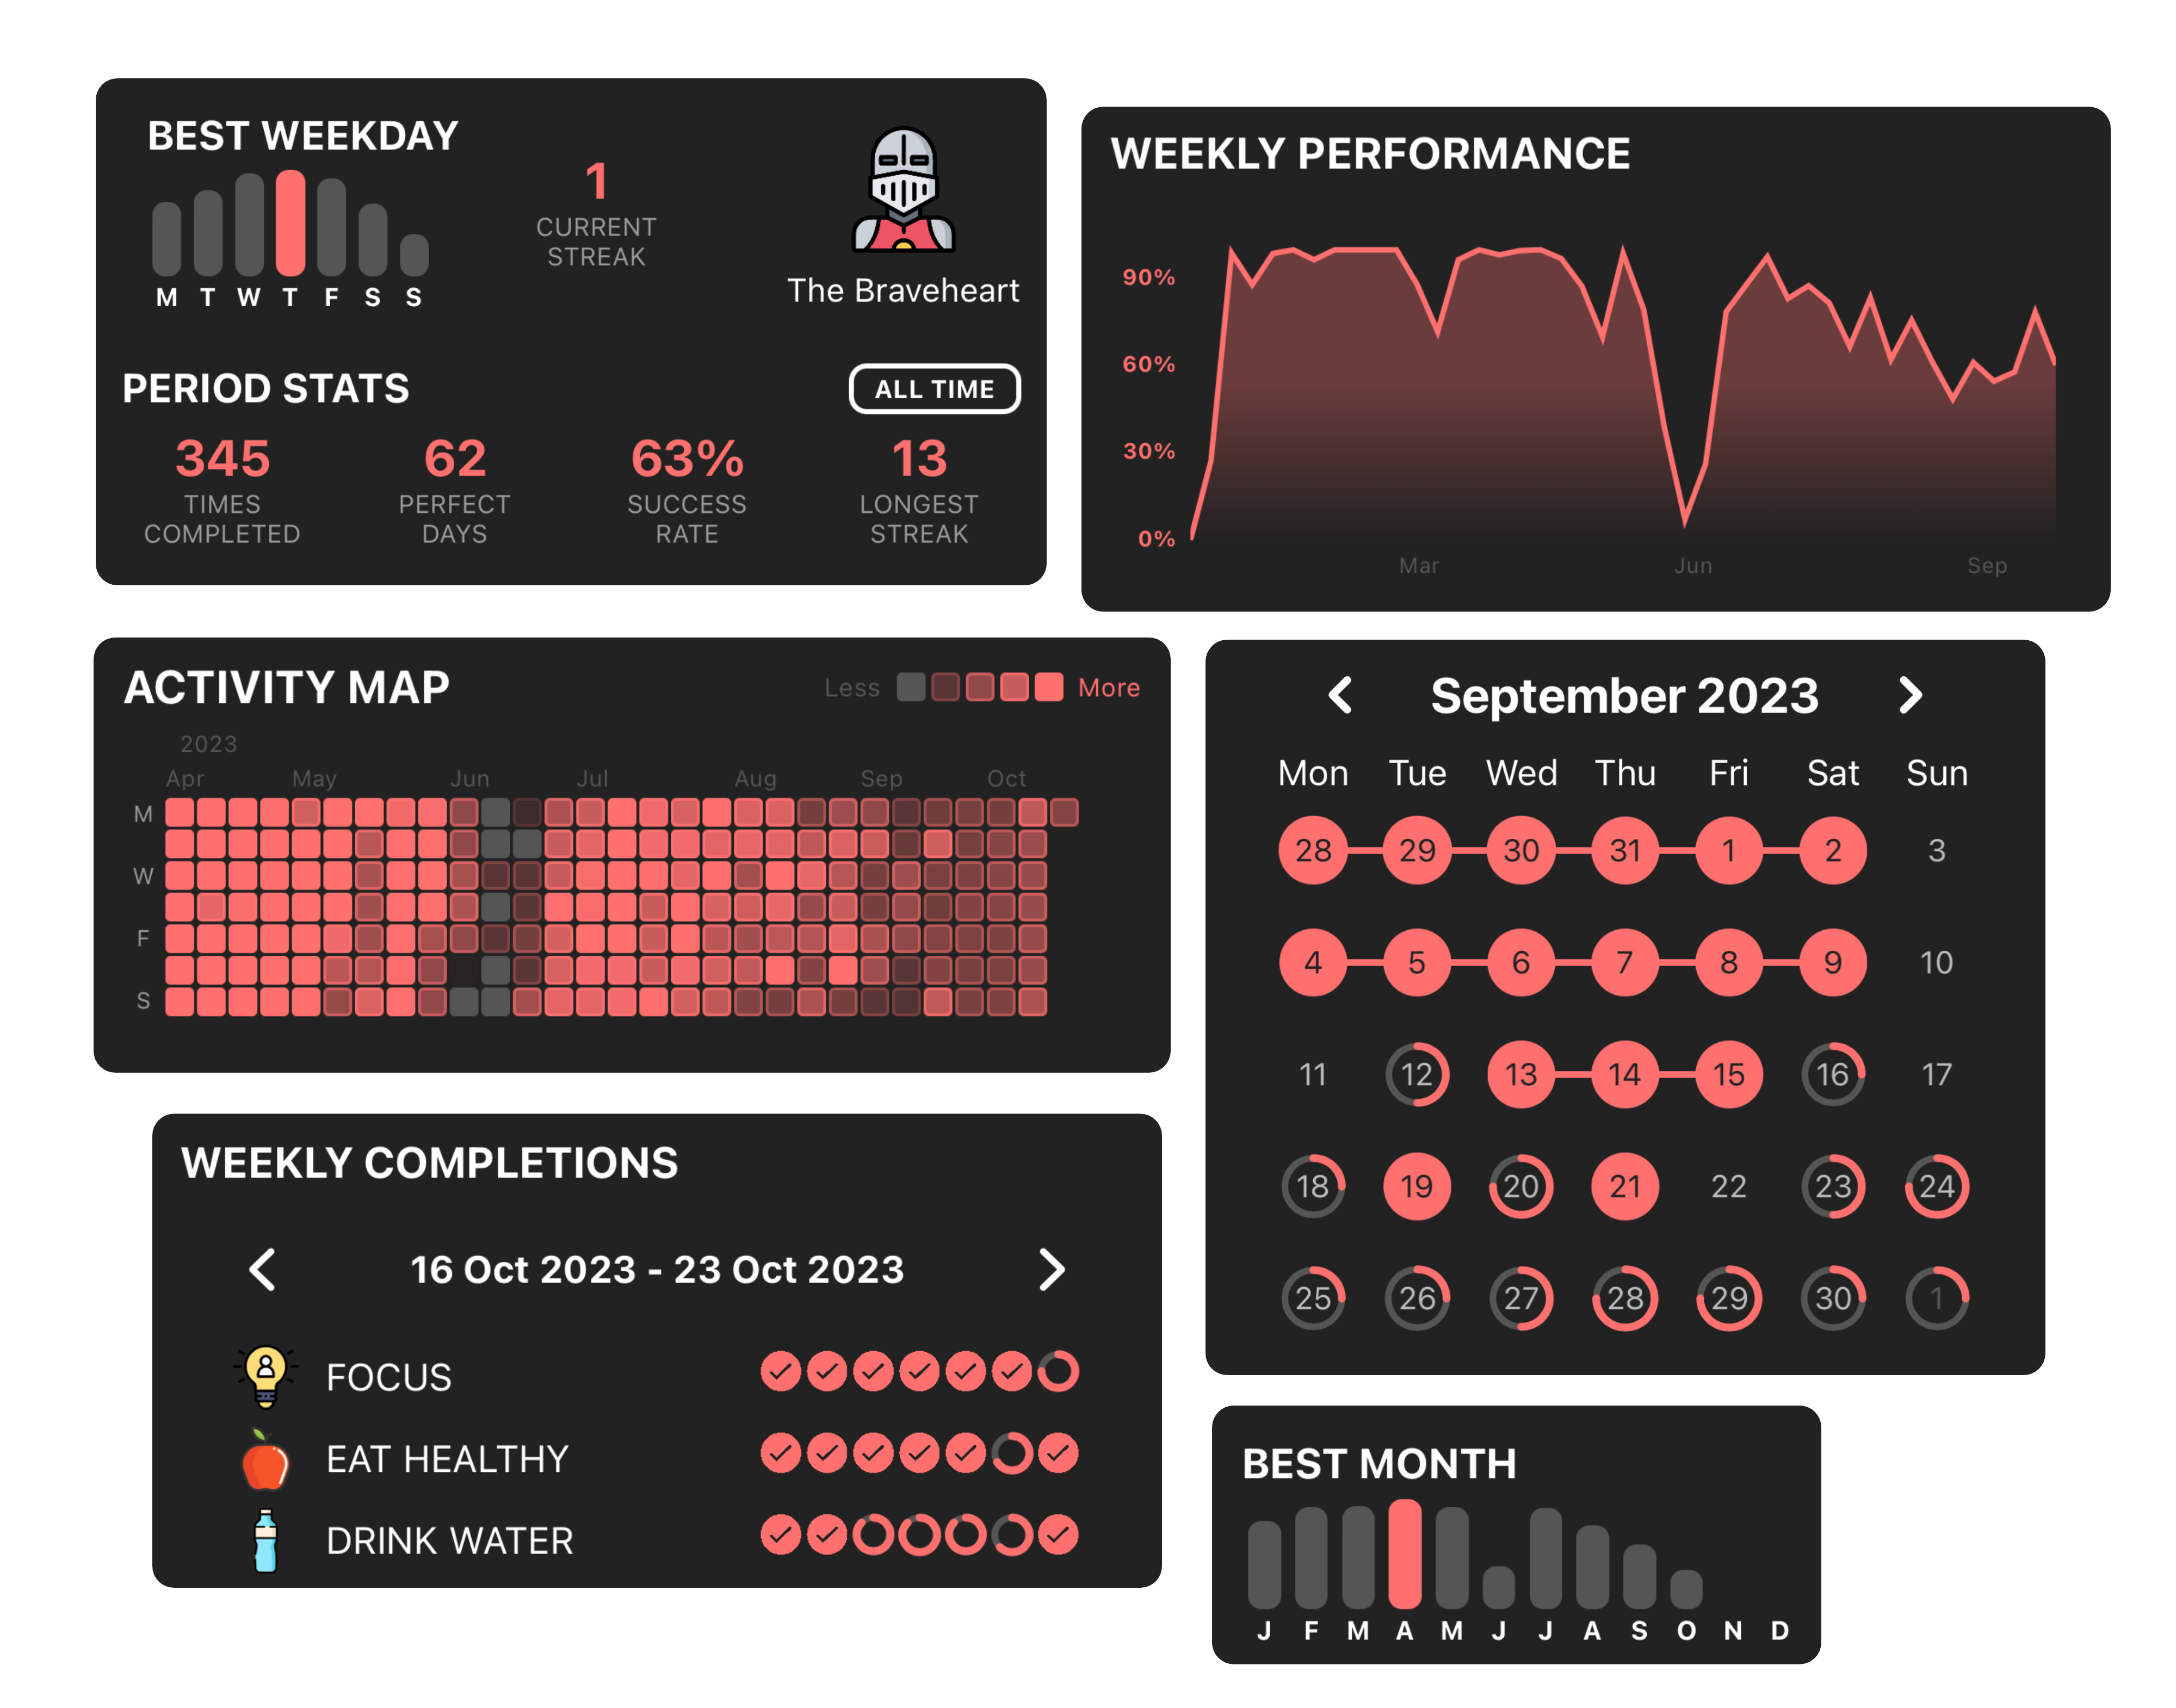 BEST WEEKDAY
M T W T F S S
1
CURRENT
STREAK
The Braveheart
PERIOD STATS
ALL TIME
345 62 63% 13
TIMES PERFECT SUCCESS LONGEST
COMPLETED DAYS RATE STREAK
WEEKLY PERFORMANCE
90%
60%
30%
0%
Mar Jun Sep
ACTIVITY MAP
Less More
2023
Apr May Jun Jul Aug Sep Oct
M
W
F
S
September 2023
Mon Tue Wed Thu Fri Sat Sun
28 29 30 31 1 2 3
4 5 6 7 8 9 10
11 12 13 14 15 16 17
18 19 20 21 22 23 24
25 26 27 28 29 30 1
WEEKLY COMPLETIONS
16 Oct 2023 - 23 Oct 2023
FOCUS
EAT HEALTHY
DRINK WATER
BEST MONTH
J F M A M J J A S O N D